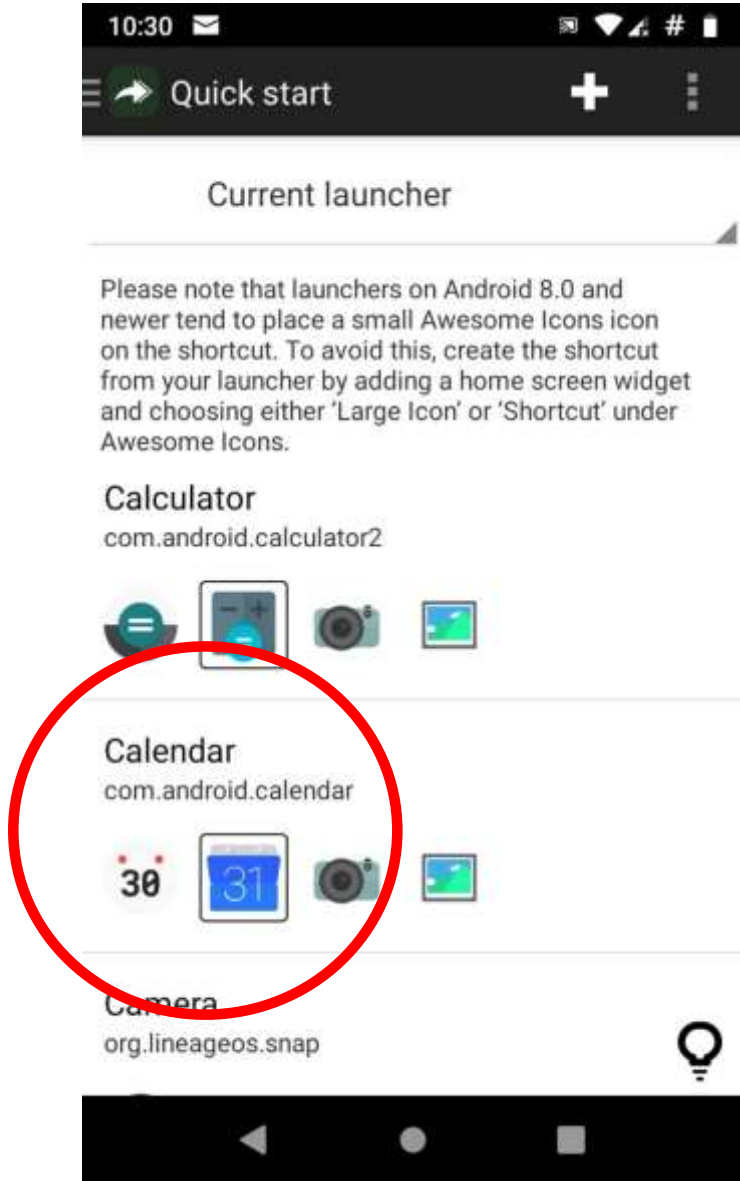 10:30
#
Quick start
Current launcher
Please note that launchers on Android 8.0 and
newer tend to place a small Awesome Icons icon
on the shortcut. To avoid this, create the shortcut
from your launcher by adding a home screen widget
and choosing either ‘Large Icon’ or ‘Shortcut’ under
Awesome Icons.
Calculator
com.android.calculator2
Calendar
com.android.calendar
30 31
Camera
org.lineageos.snap